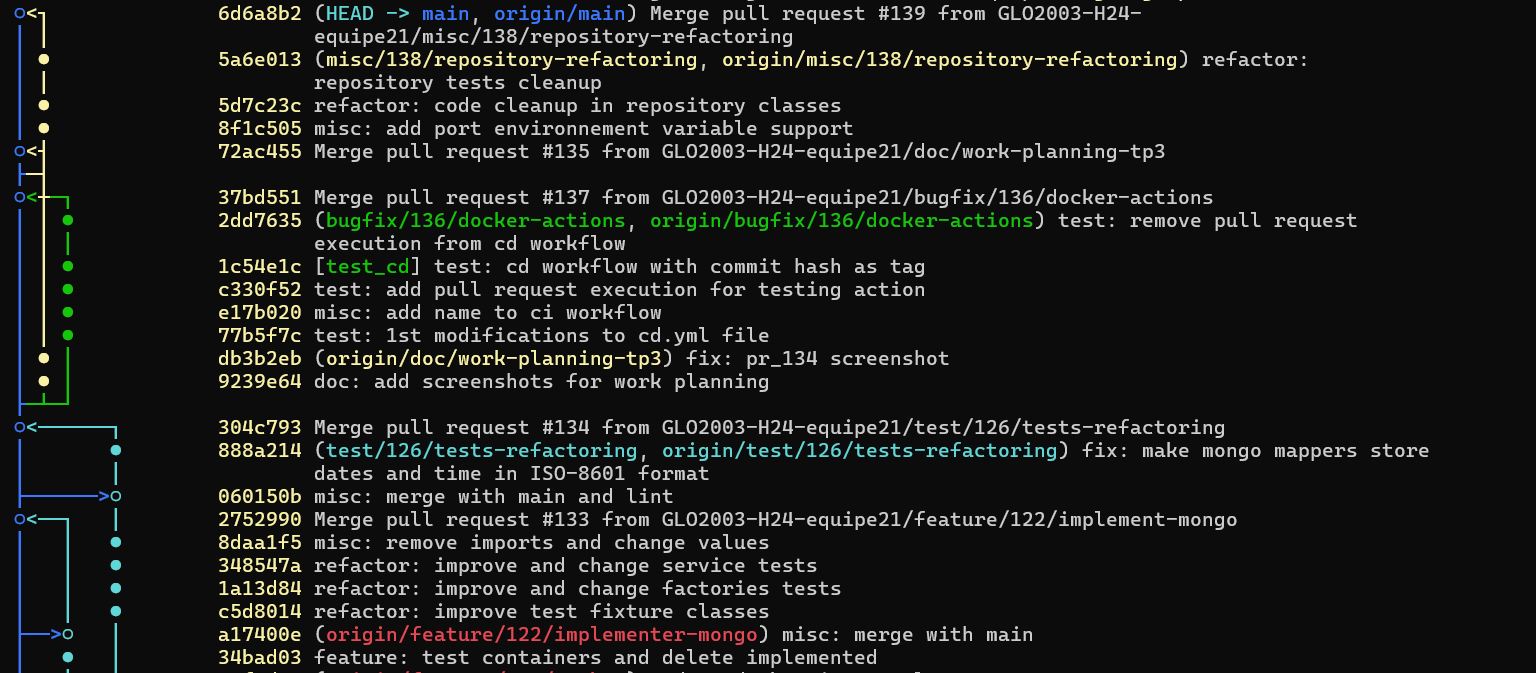 6d6a8b2 (HEAD -> main, origin/main) Merge pull request #139 from GLO2003-H24-
equipe21/misc/138/repository-refactoring
5a6e013 (misc/138/repository-refactoring, origin/misc/138/repository-refactoring) refactor:
repository tests cleanup
5d7c23c refactor: code cleanup in repository classes
8f1c505 misc: add port environnement variable support
72ac455 Merge pull request #135 from GLO2003-H24-equipe21/doc/work-planning-tp3
37bd551 Merge pull request #137 from GLO2003-H24-equipe21/bugfix/136/docker-actions
2dd7635 (bugfix/136/docker-actions, origin/bugfix/136/docker-actions) test: remove pull request
execution from cd workflow
1c54e1c [test_cd] test: cd workflow with commit hash as tag
c330f52 test: add pull request execution for testing action
e17b020 misc: add name to ci workflow
77b5f7c test: 1st modifications to cd.yml file
db3b2eb (origin/doc/work-planning-tp3) fix: pr_134 screenshot
9239e64 doc: add screenshots for work planning
304c793 Merge pull request #134 from GLO2003-H24-equipe21/test/126/tests-refactoring
888a214 (test/126/tests-refactoring, origin/test/126/tests-refactoring) fix: make mongo mappers store
dates and time in ISO-8601 format
060150b misc: merge with main and lint
2752990 Merge pull request #133 from GLO2003-H24-equipe21/feature/122/implement-mongo
8daa1f5 misc: remove imports and change values
348547a refactor: improve and change service tests
1a13d84 refactor: improve and change factories tests
c5d8014 refactor: improve test fixture classes
a17400e (origin/feature/122/implementer-mongo) misc: merge with main
34bad03 feature: test containers and delete implemented